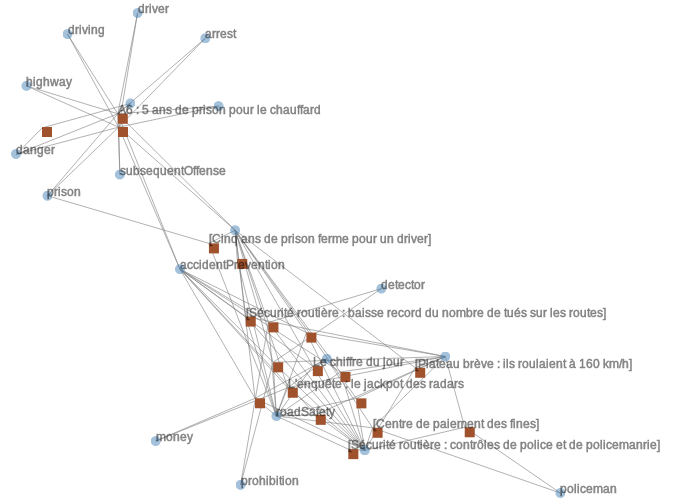 driver
driving
arrest
highway
A6 : 5 ans de prison pour le chauffard
danger
subsequentOffense
prison
[Cinq ans de prison ferme pour un driver]
accidentPrevention
detector
[Sécurité routière : baisse record du nombre de tués sur les routes]
Le chiffre du jour
[Plateau brève : ils roulaient à 160 km/h]
L'enquête : le jackpot des radars
roadSafety
[Centre de paiement des fines]
money
[Sécurité routière : contrôles de police et de policemanrie]
prohibition
policeman